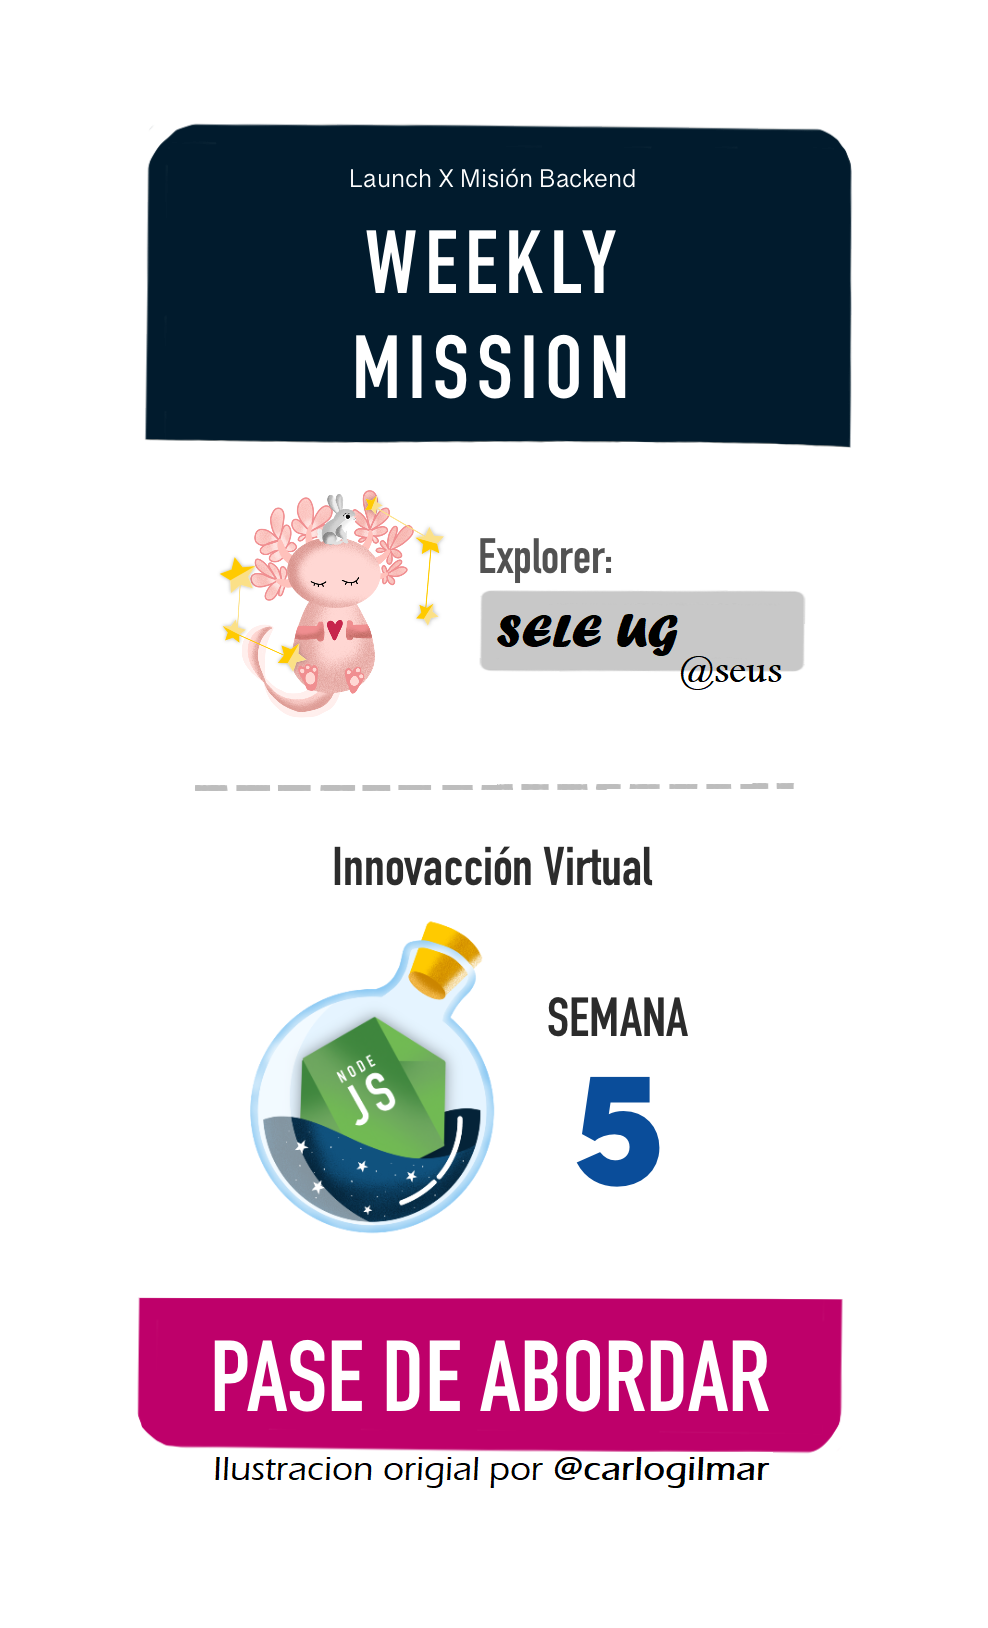 Launch X Misión Backend
WEEKLY
MISSION
Explorer:
SELE UG
@seus
Innovacción Virtual
NODE
JS
SEMANA
5
PASE DE ABORDAR
Ilustracion origial por @carlogilmar